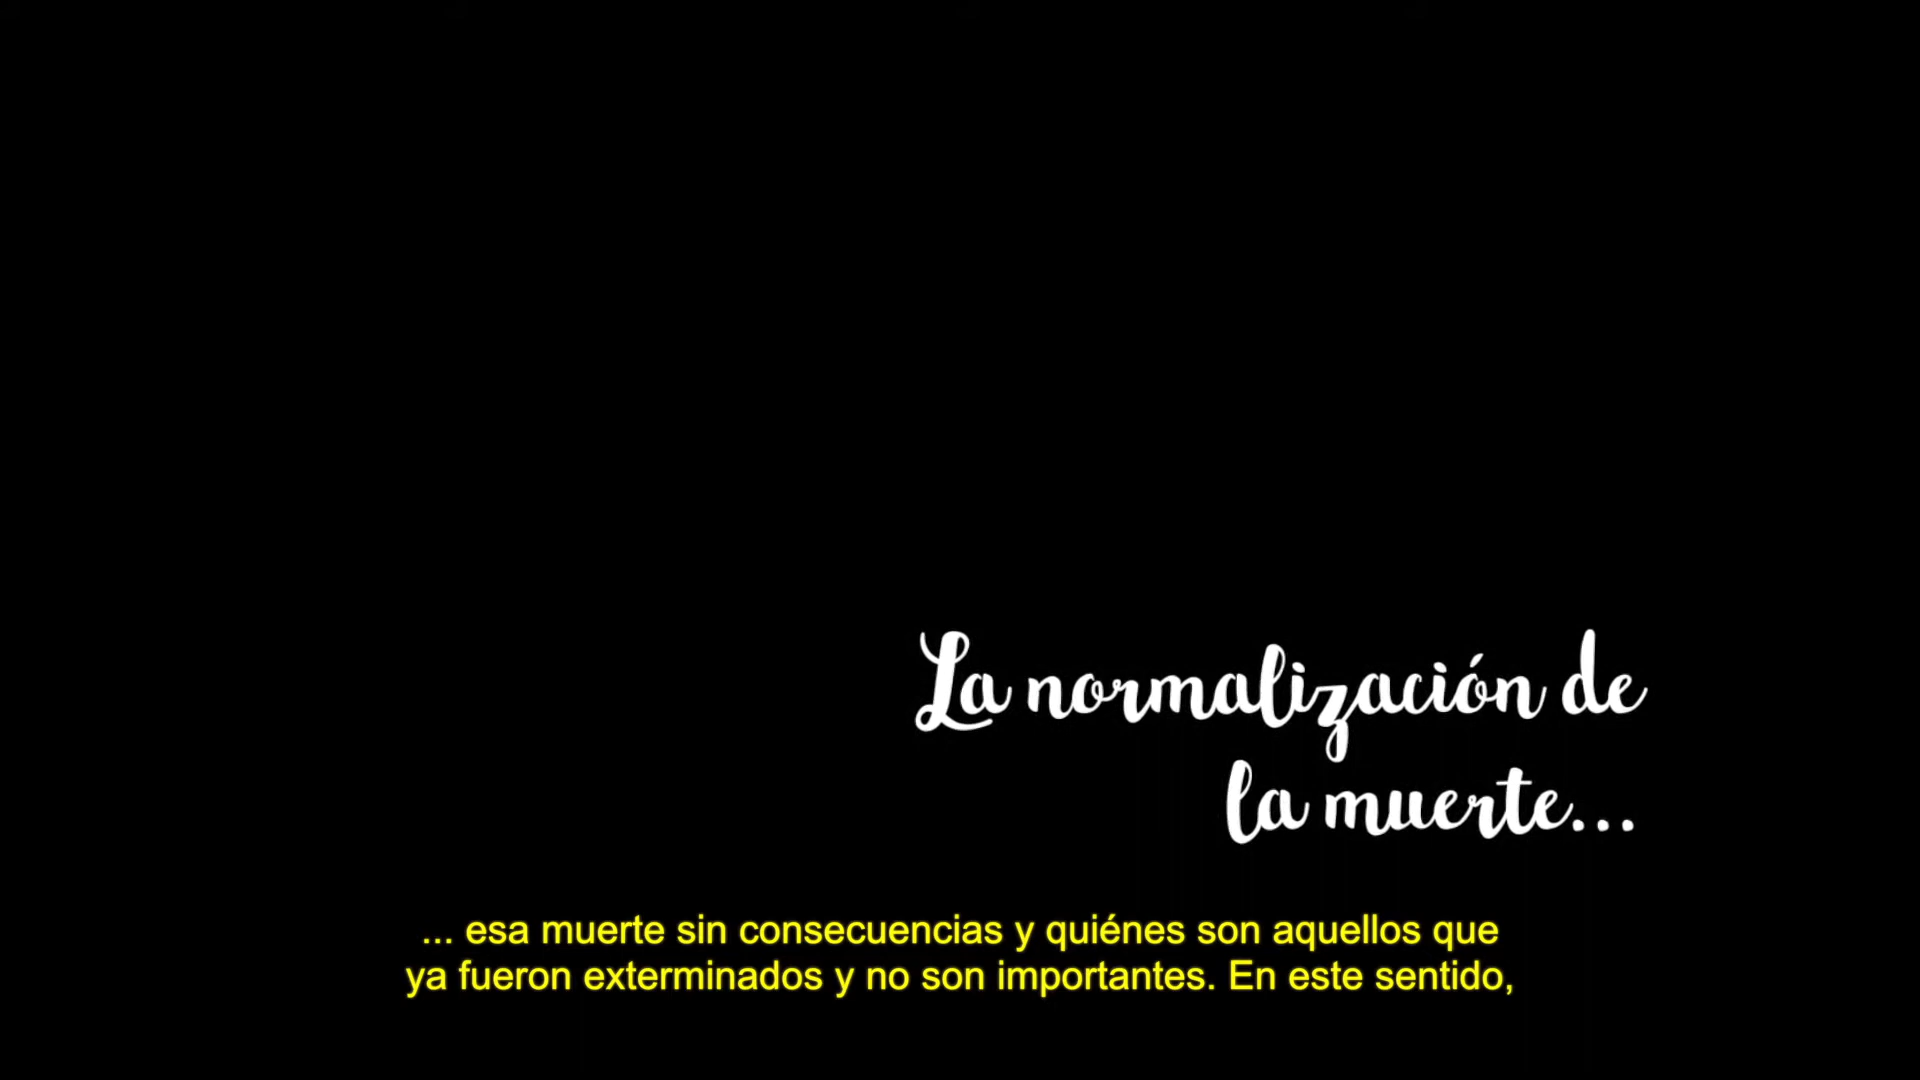 La normalización de
la muerte...
... esa muerte sin consecuencias y quiénes son aquellos que
ya fueron exterminados y no son importantes. En este sentido,